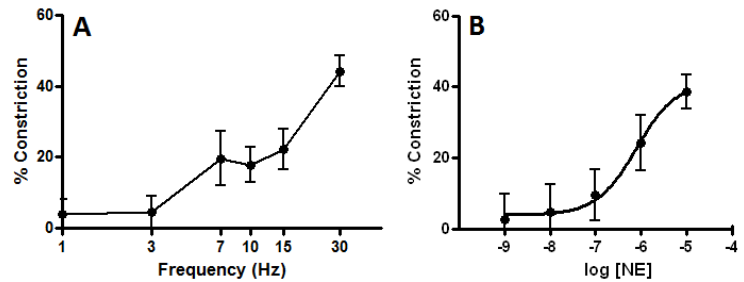 A
% Constriction
60
40
20
0
1 3 7 10 15 30
Frequency (Hz)
B
% Constriction
60
40
20
0
-9 -8 -7 -6 -5 -4
log [NE]